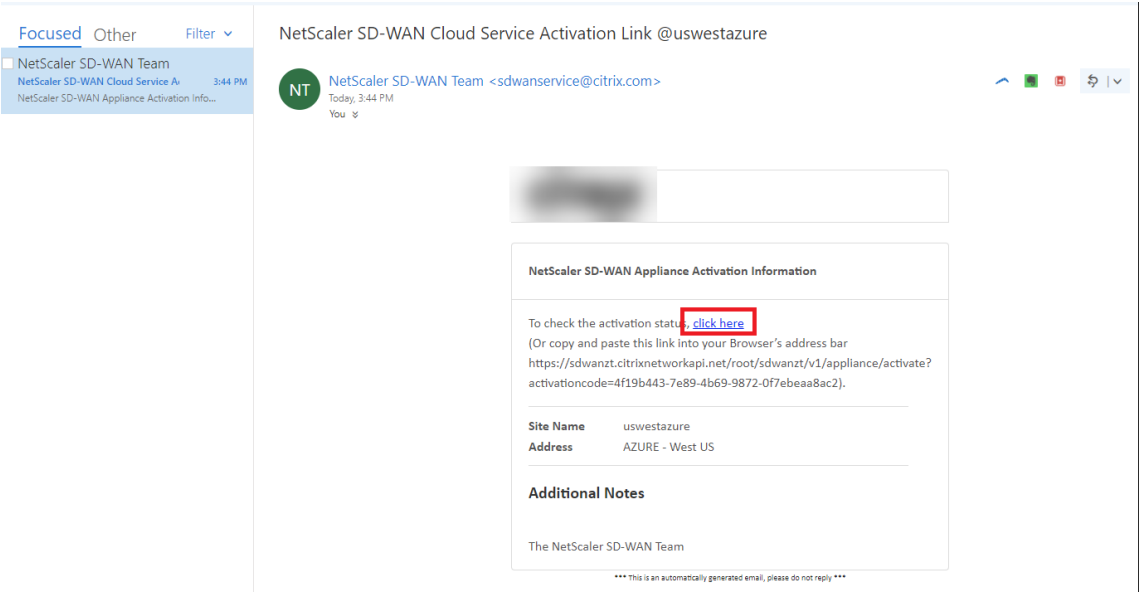 Focused Other Filter
NetScaler SD-WAN Team
NetScaler SD-WAN Cloud Service A 3:44 PM
NetScaler SD-WAN Appliance Activation Info...
NetScaler SD-WAN Cloud Service Activation Link @uswestazure
NT
NetScaler SD-WAN Team <sdwanservice@citrix.com>
Today, 3:44 PM
You
NetScaler SD-WAN Appliance Activation Information
To check the activation status, click here
(Or copy and paste this link into your Browser's address bar
https://sdwanzt.citrixnetworkapi.net/root/sdwanzt/v1/appliance/activate?
activationcode=4f19b443-7e89-4b69-9872-0f7ebeaa8ac2).
Site Name uswestazure
Address AZURE - West US
Additional Notes
The NetScaler SD-WAN Team
*** This is an automatically generated email, please do not reply ***